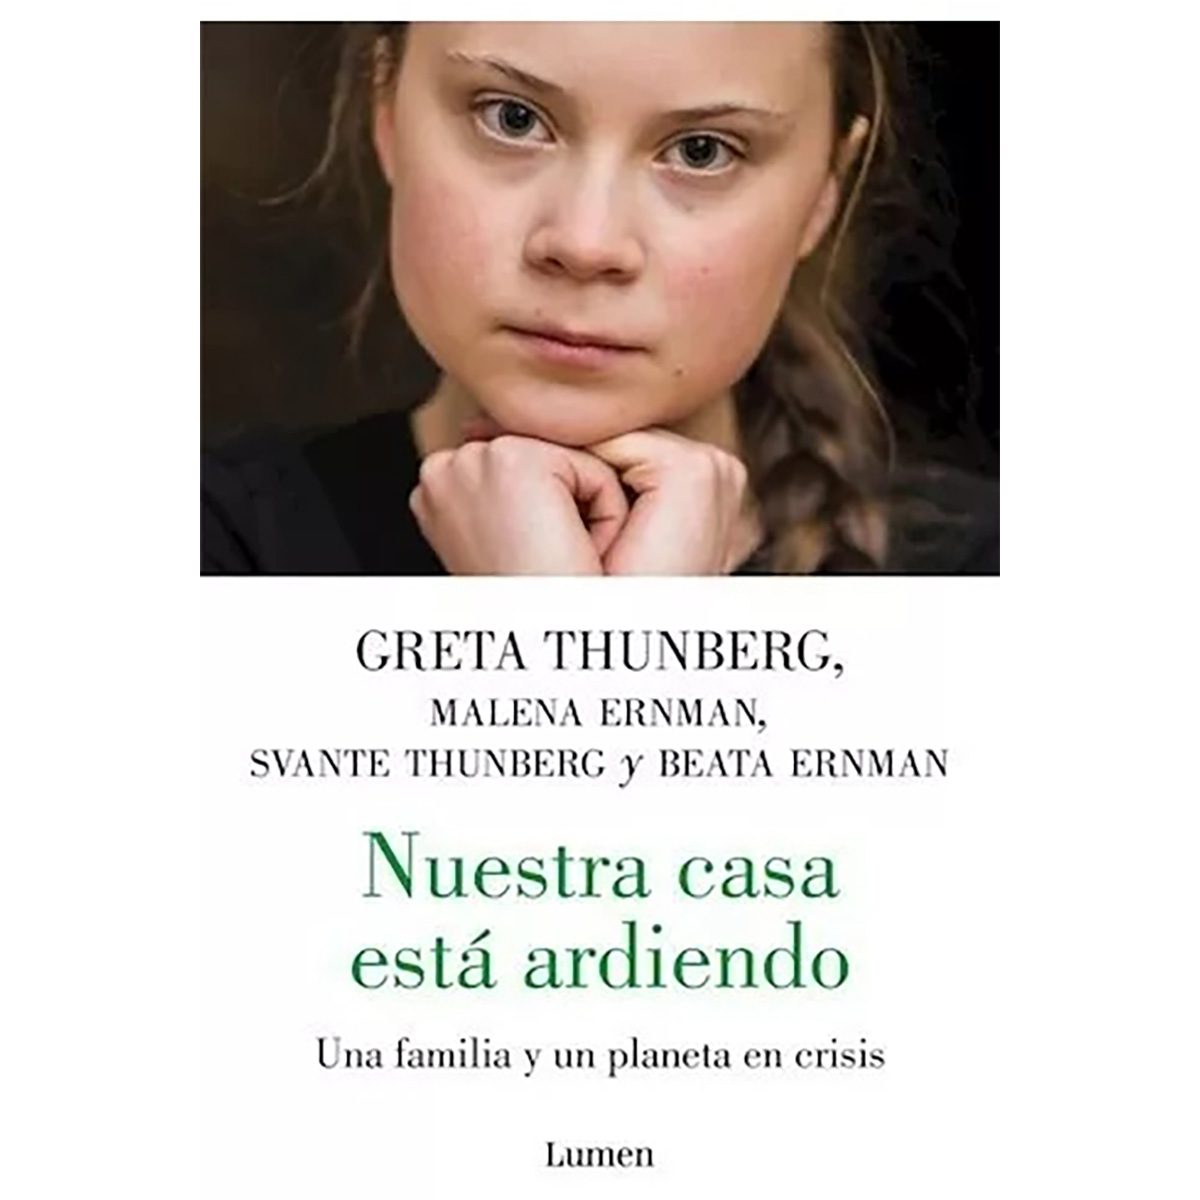 GRETA THUNBERG,
MALENA ERNMAN,
SVANTE THUNBERG y BEATA ERNMAN
Nuestra casa
está ardiendo
Una familia y un planeta en crisis
Lumen